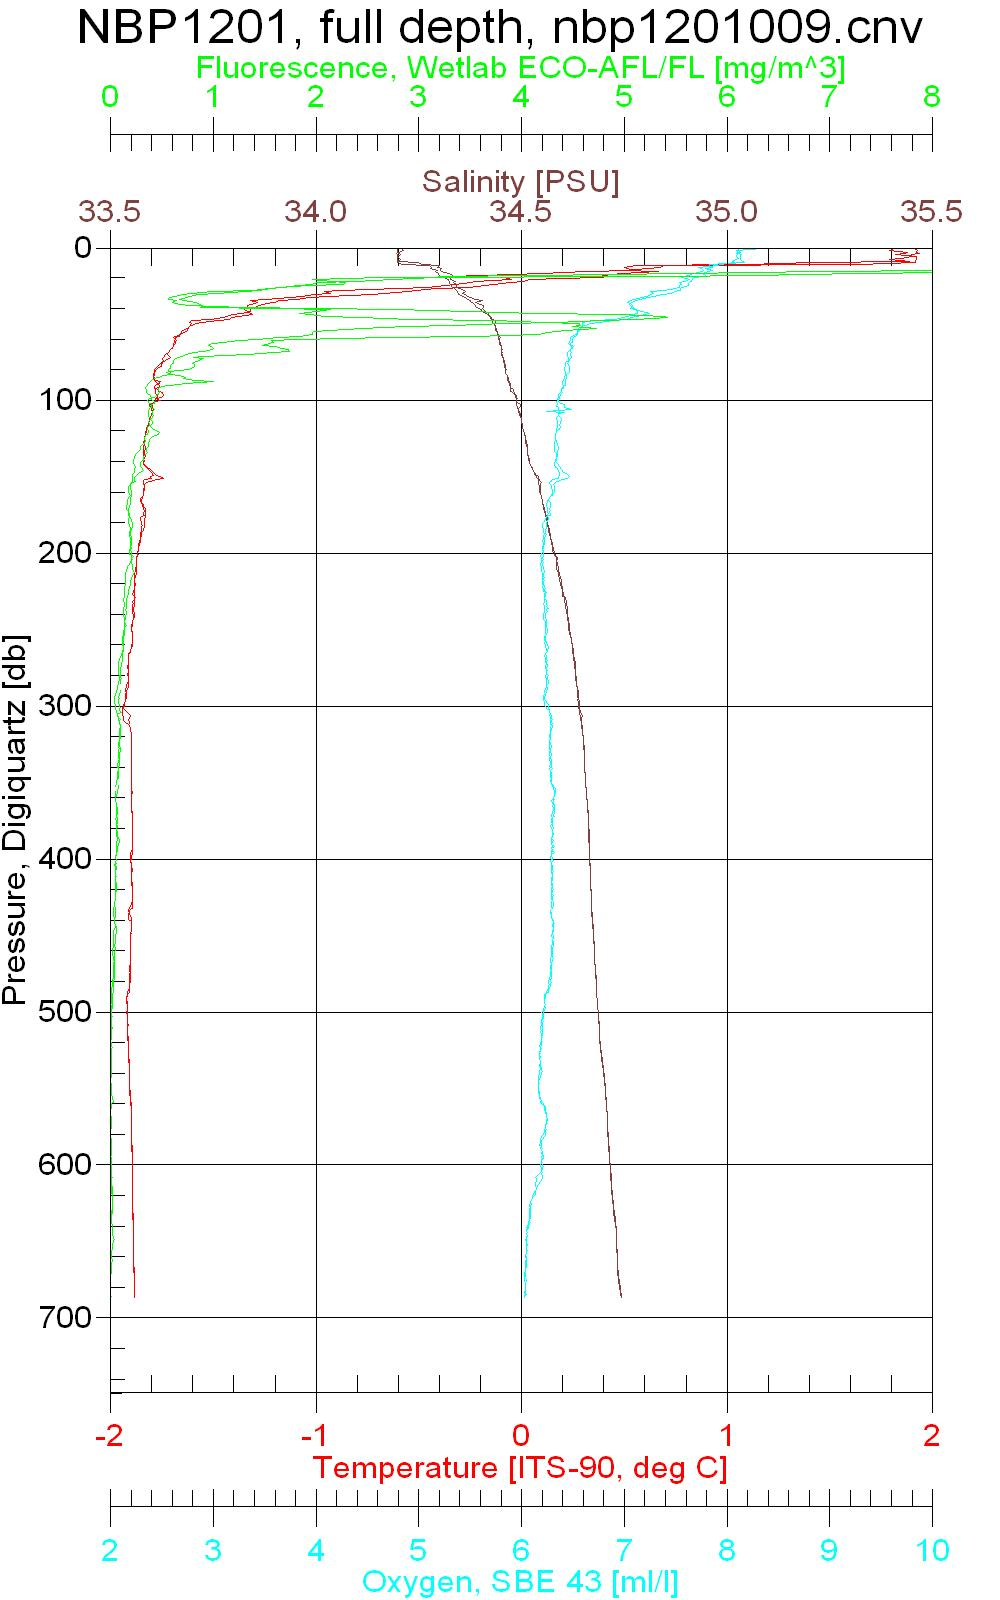 NBP1201, full depth, nbp1201009.cnv
Fluorescence, Wetlab ECO-AFL/FL [mg/m^3]
0 1 2 3 4 5 6 7 8
Salinity [PSU]
33.5 34.0 34.5 35.0 35.5
0
100
200
300
400
500
600
700
Pressure, Digiquartz [db]
-2 -1 0 1 2
Temperature [ITS-90, deg C]
2 3 4 5 6 7 8 9 10
Oxygen, SBE 43 [ml/l]